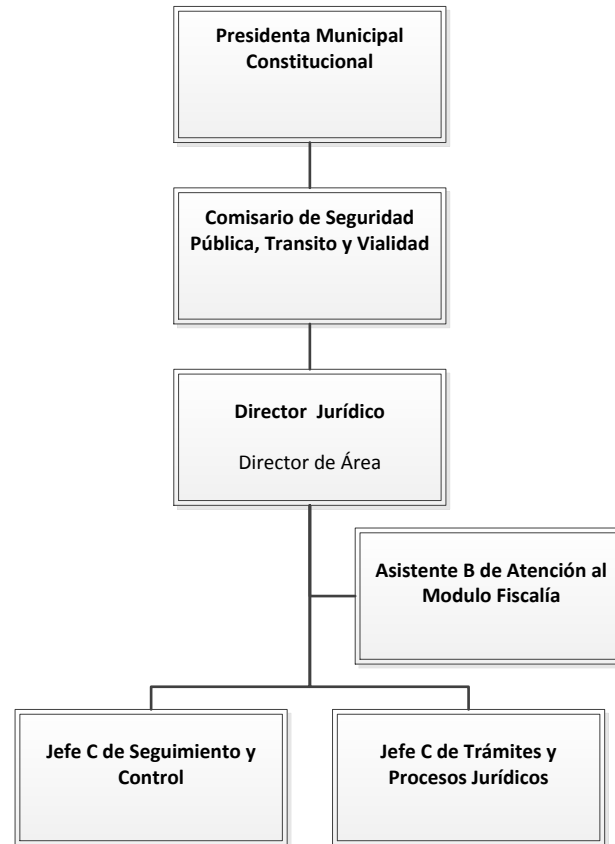 Presidenta Municipal
Constitucional
Comisario de Seguridad
Pública, Transito y Vialidad
Director Jurídico
Director de Área
Asistente B de Atención al
Modulo Fiscalía
Jefe C de Seguimiento y
Control
Jefe C de Trámites y
Procesos Jurídicos